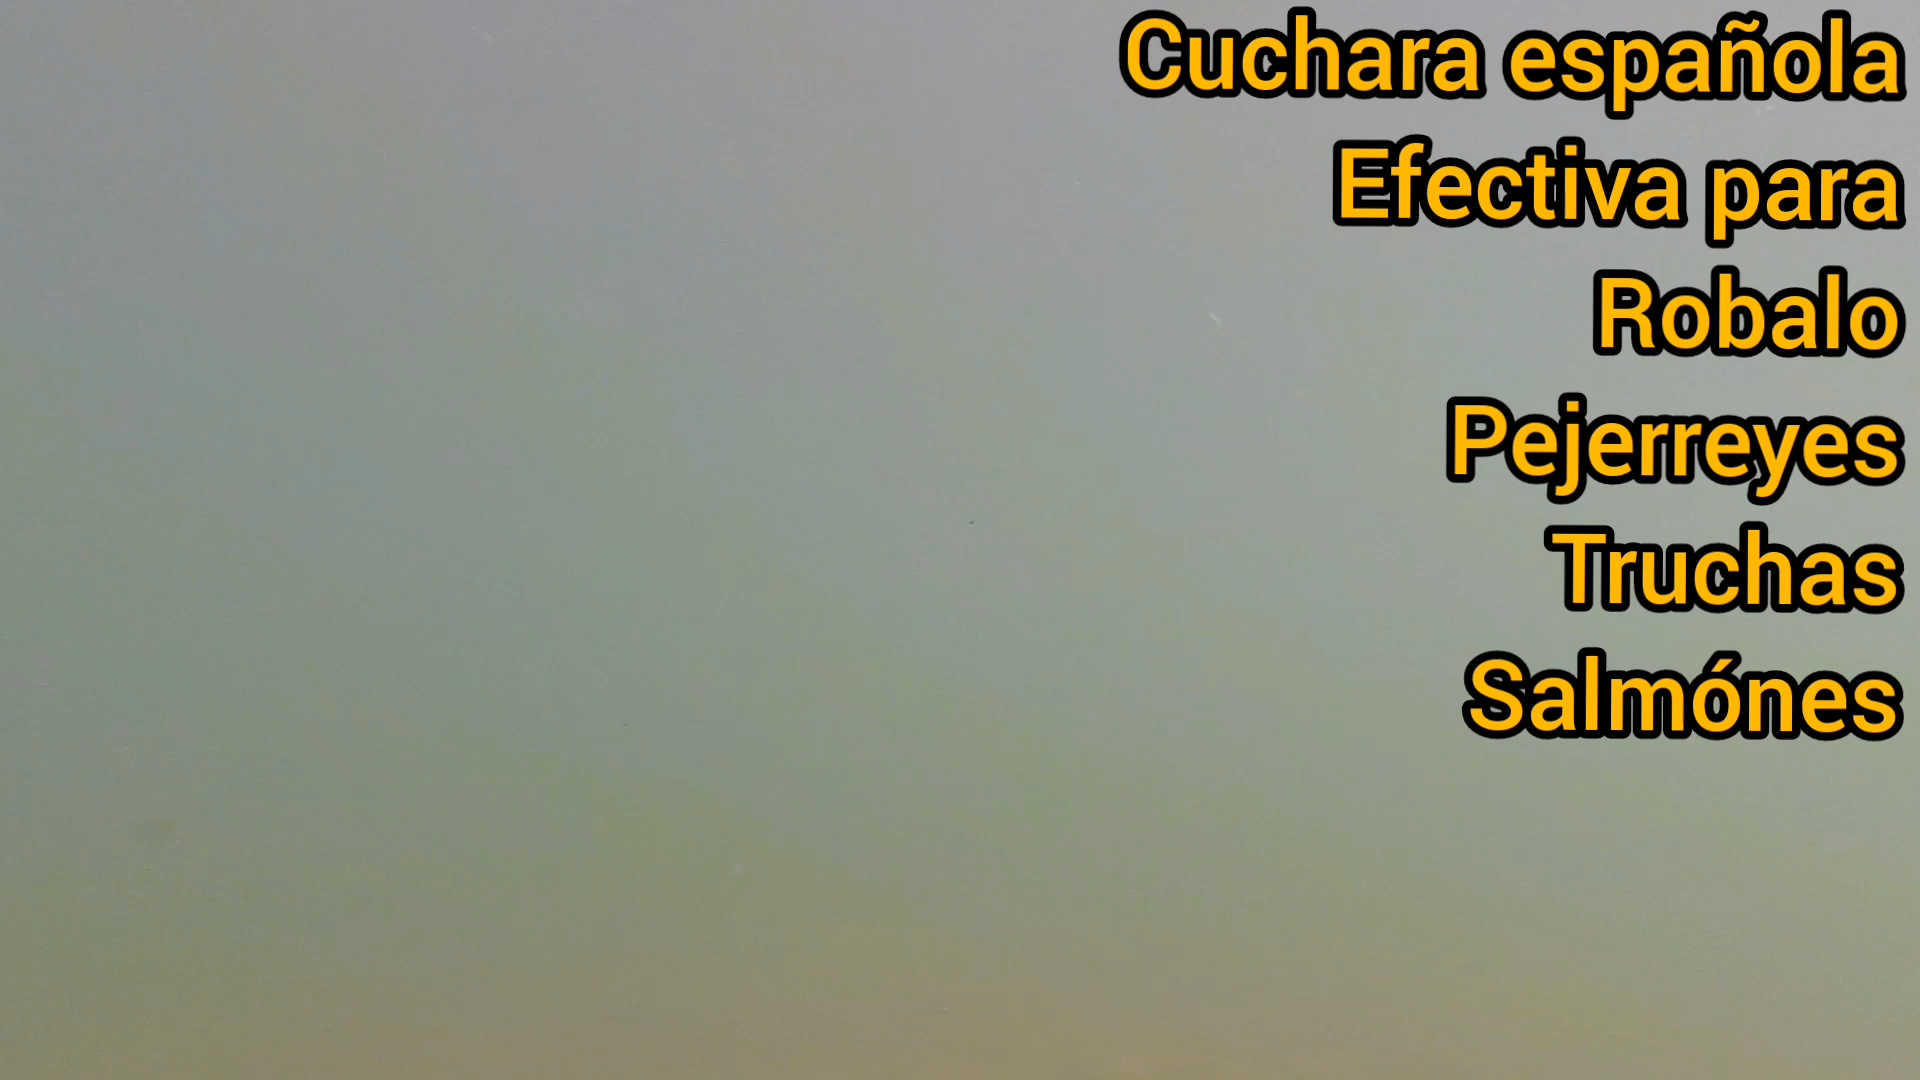 Cuchara española
Efectiva para
Robalo
Pejerreyes
Truchas
Salmónes